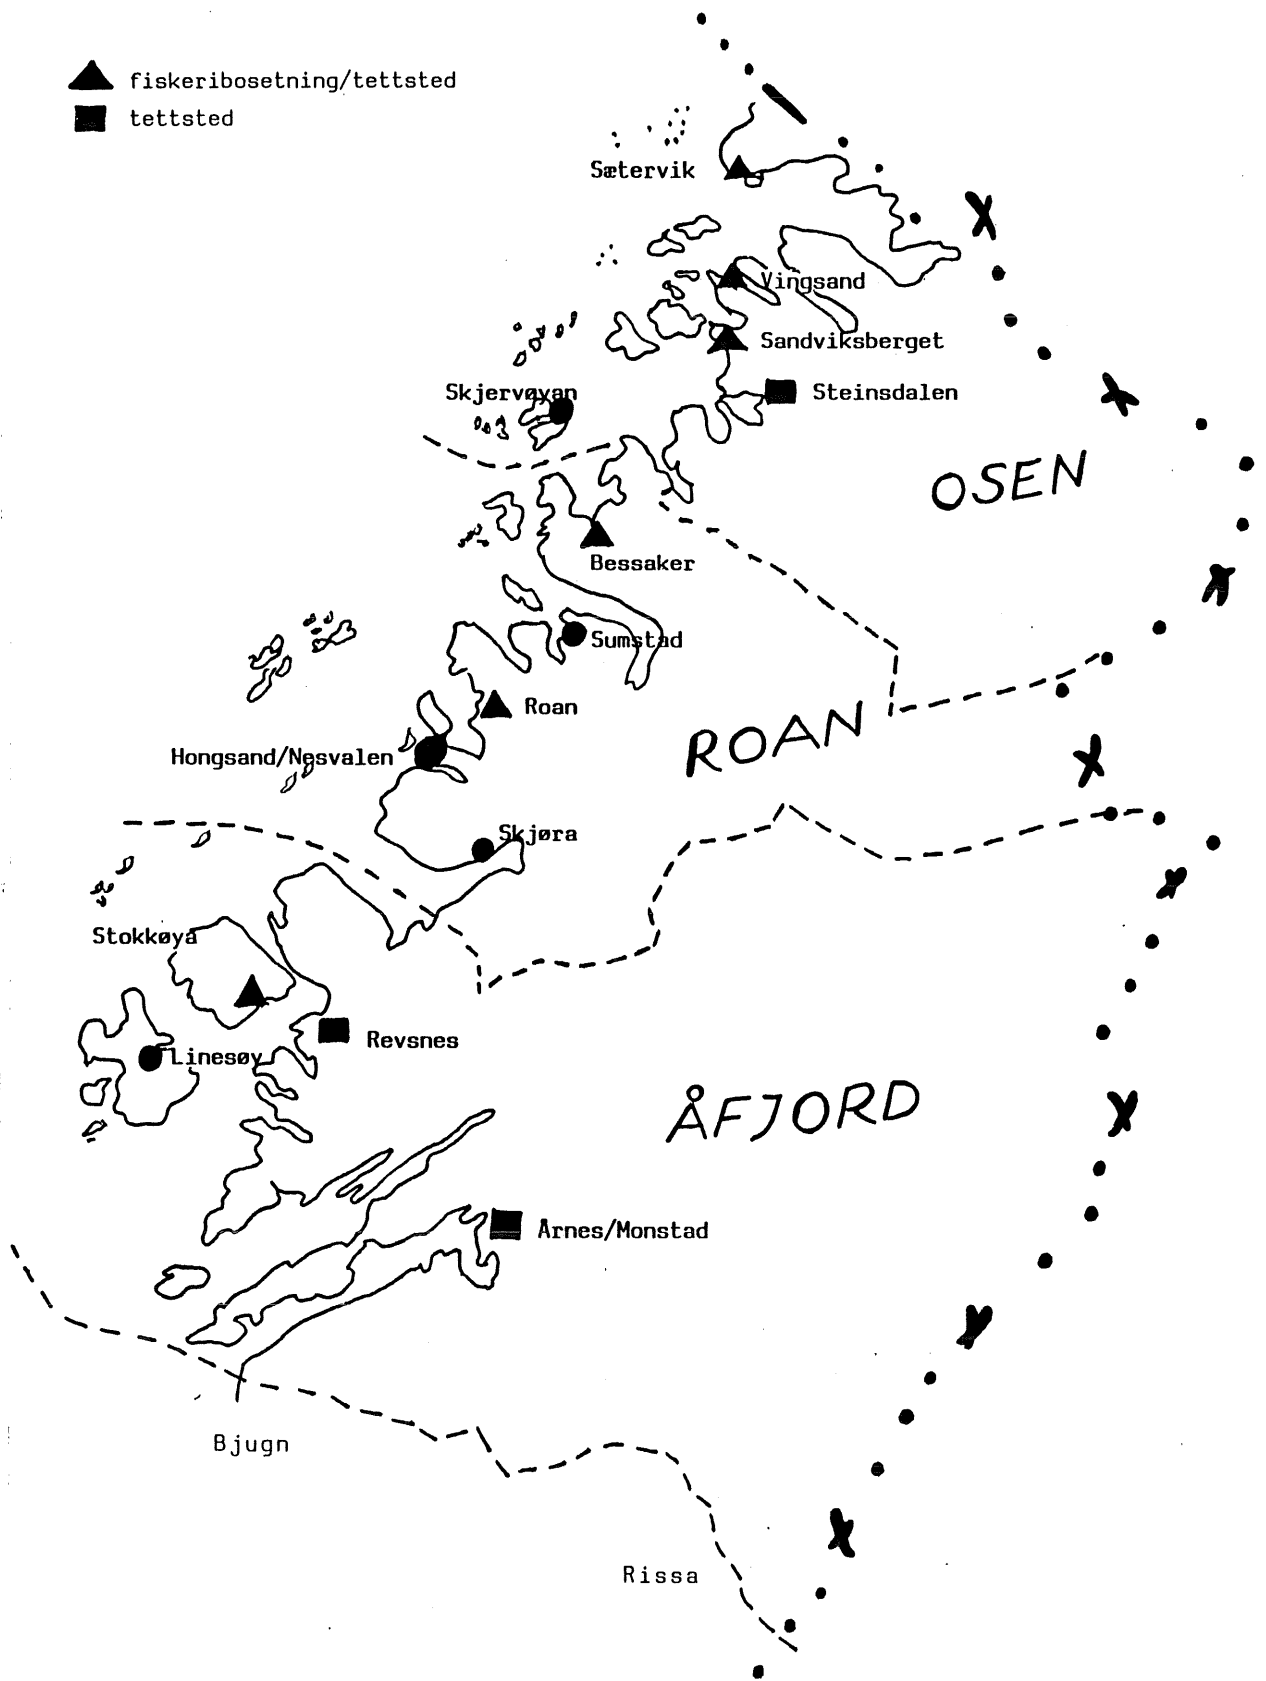 fiskeribosetning/tettsted
tettsted
Sætervik
Vingsand
Sandviksberget
Skjervøyan
Steinsdalen
OSEN
Bessaker
Sumstad
Roan
ROAN
Hongsand/Nesvalen
Skjøra
Stokkøya
Revsnes
Linesøy
ÅFJORD
Årnes/Monstad
Bjugn
Rissa